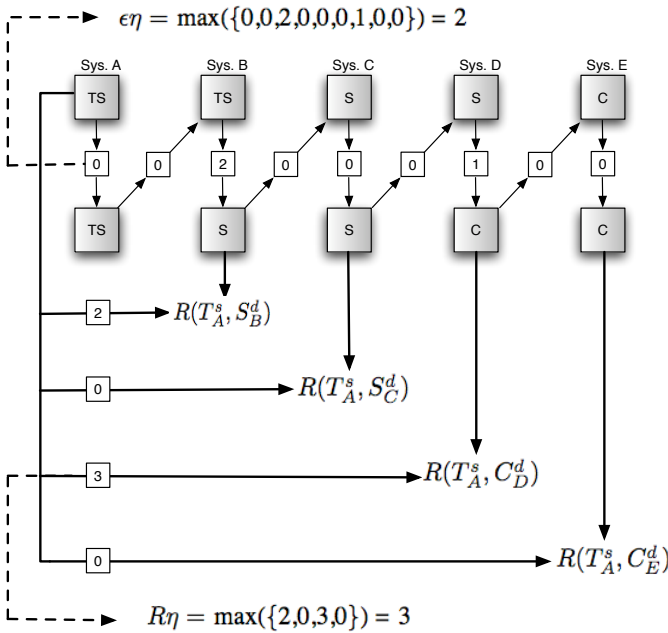 ϵη = max({0,0,2,0,0,0,1,0,0}) = 2
Sys. A Sys. B Sys. C Sys. D Sys. E
TS TS S S C
0 0 2 0 0 0 1 0 0
TS S S C C
2 R(T_A^s, S_B^d)
0 R(T_A^s, S_C^d)
3 R(T_A^s, C_D^d)
0 R(T_A^s, C_E^d)
Rη = max({2,0,3,0}) = 3